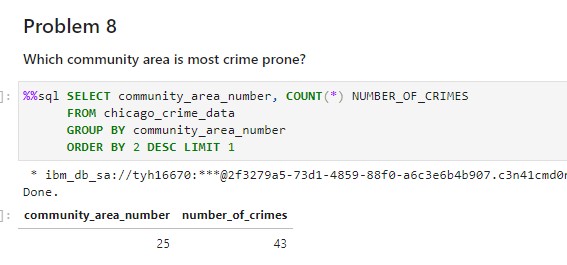 Problem 8
Which community area is most crime prone?
]: %%sql SELECT community_area_number, COUNT(*) NUMBER_OF_CRIMES
FROM chicago_crime_data
GROUP BY community_area_number
ORDER BY 2 DESC LIMIT 1
* ibm_db_sa://tyh16670:***@2f3279a5-73d1-4859-88f0-a6c3e6b4b907.c3n41cmd0
Done.
]: community_area_number number_of_crimes
25 43